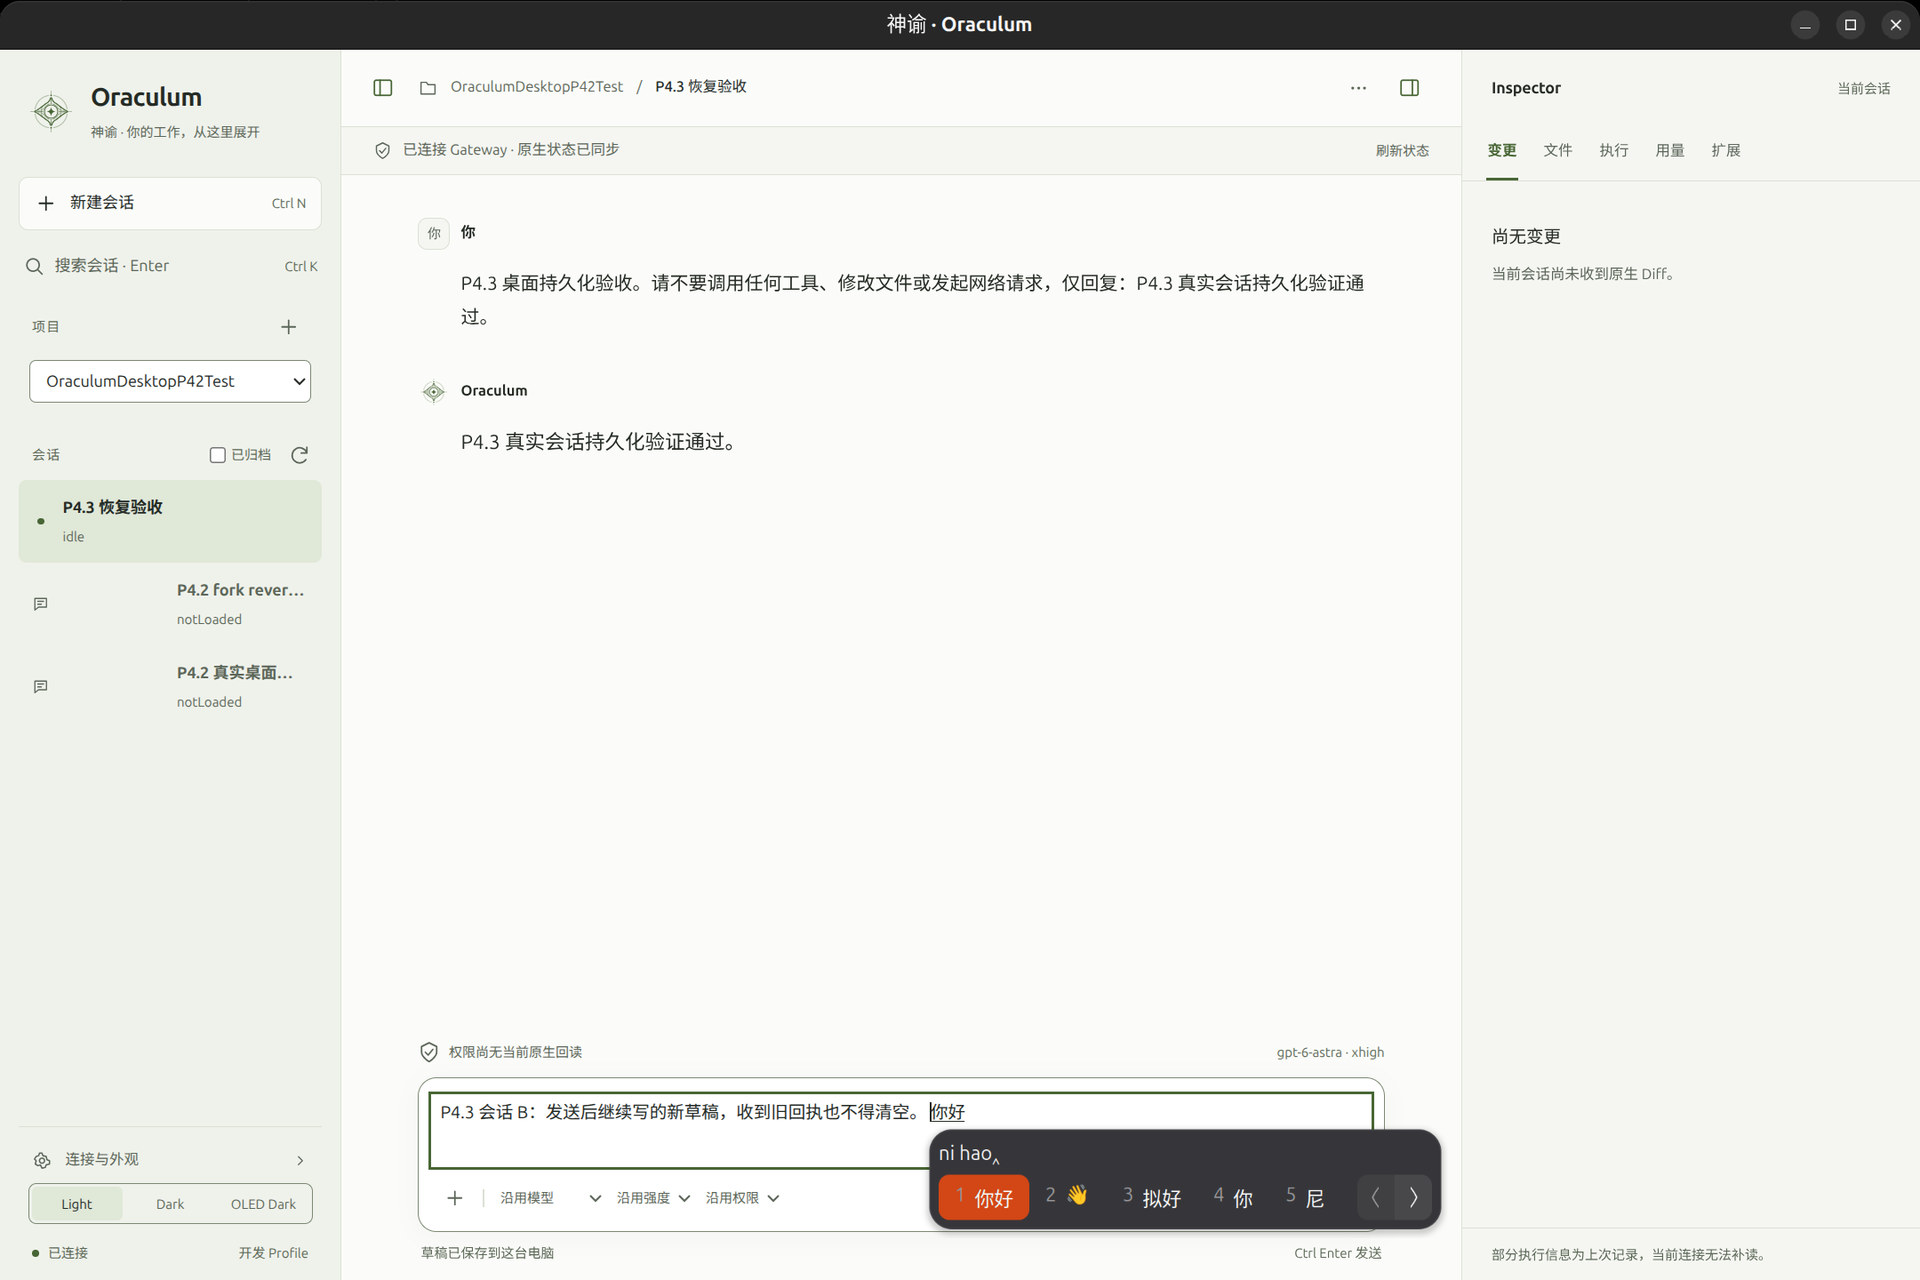 神谕 · Oraculum
Oraculum
神谕 · 你的工作，从这里展开
新建会话 Ctrl N
搜索会话 · Enter Ctrl K
项目
OraculumDesktopP42Test
会话 已归档
P4.3 恢复验收
idle
P4.2 fork rever...
notLoaded
P4.2 真实桌面...
notLoaded
连接与外观
Light Dark OLED Dark
已连接 开发 Profile
OraculumDesktopP42Test / P4.3 恢复验收
已连接 Gateway · 原生状态已同步 刷新状态
你 你
P4.3 桌面持久化验收。请不要调用任何工具、修改文件或发起网络请求，仅回复：P4.3 真实会话持久化验证通
过。
Oraculum
P4.3 真实会话持久化验证通过。
权限尚无当前原生回读 gpt-6-astra · xhigh
P4.3 会话 B：发送后继续写的新草稿，收到旧回执也不得清空。你好
ni hao
1 你好 2 👋 3 拟好 4 你 5 尼
沿用模型 沿用强度 沿用权限
草稿已保存到这台电脑 Ctrl Enter 发送
Inspector 当前会话
变更 文件 执行 用量 扩展
尚无变更
当前会话尚未收到原生 Diff。
部分执行信息为上次记录，当前连接无法补读。